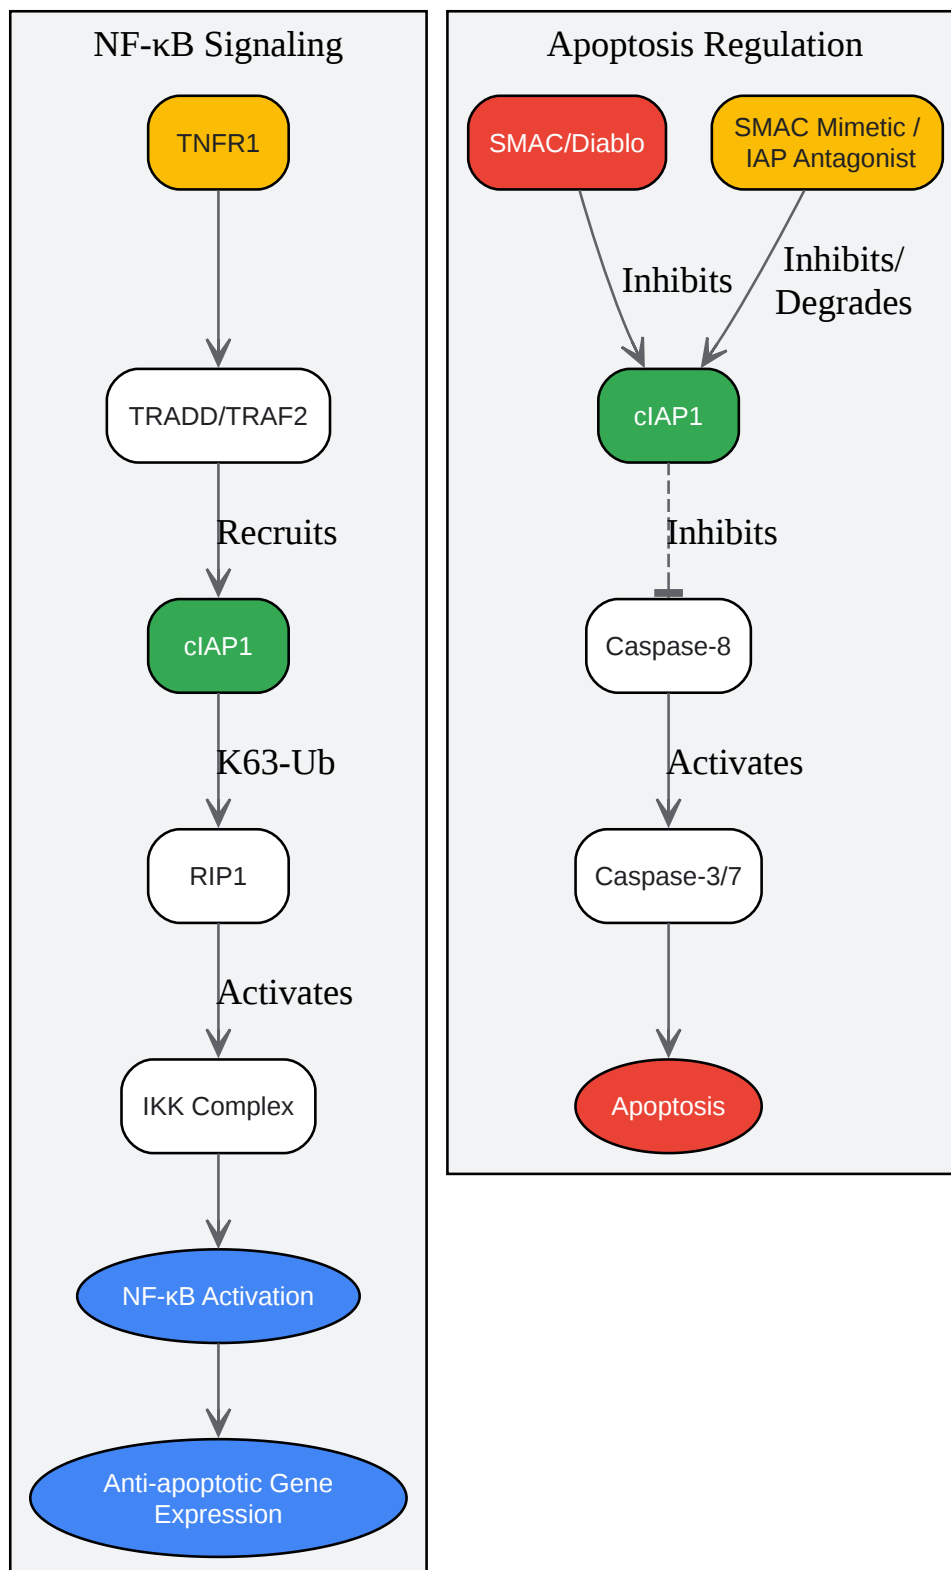 NF-κB Signaling
TNFR1
TRADD/TRAF2
Recruits
cIAP1
K63-Ub
RIP1
Activates
IKK Complex
NF-κB Activation
Anti-apoptotic Gene
Expression
Apoptosis Regulation
SMAC/Diablo
SMAC Mimetic /
IAP Antagonist
Inhibits
Inhibits/
Degrades
cIAP1
Inhibits
Caspase-8
Activates
Caspase-3/7
Apoptosis